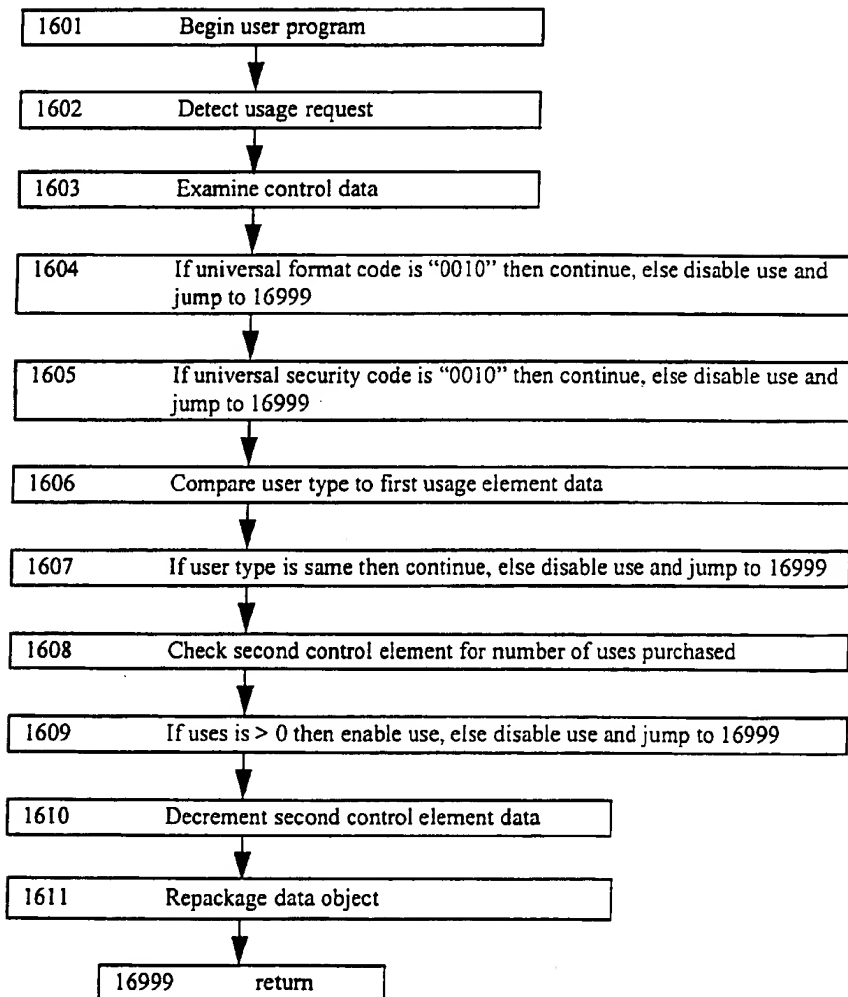 1601 Begin user program
1602 Detect usage request
1603 Examine control data
1604 If universal format code is “0010” then continue, else disable use and
jump to 16999
1605 If universal security code is “0010” then continue, else disable use and
jump to 16999
1606 Compare user type to first usage element data
1607 If user type is same then continue, else disable use and jump to 16999
1608 Check second control element for number of uses purchased
1609 If uses is > 0 then enable use, else disable use and jump to 16999
1610 Decrement second control element data
1611 Repackage data object
16999 return